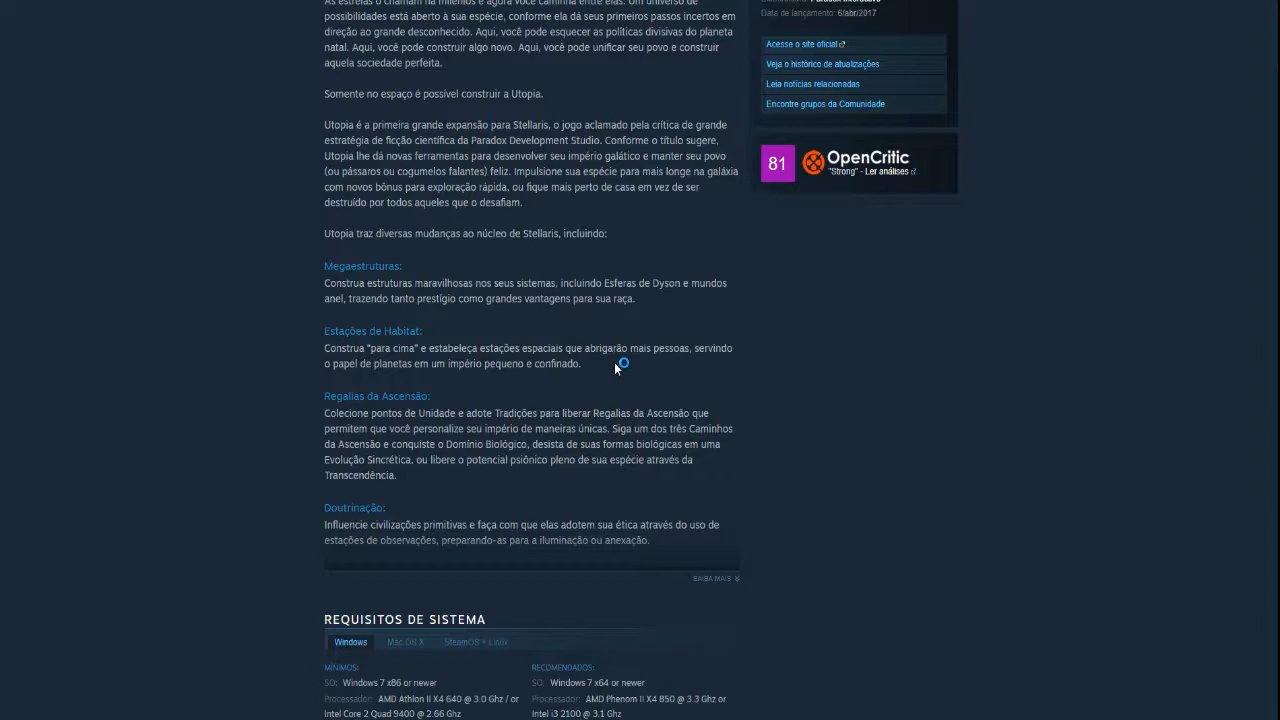 As estrelas o chamam há milênios e agora você caminha entre elas. Um universo de
possibilidades está aberto à sua espécie, conforme ela dá seus primeiros passos incertos em
direção ao grande desconhecido. Aqui, você pode esquecer as políticas divisivas do planeta
natal. Aqui, você pode construir algo novo. Aqui, você pode unificar seu povo e construir
aquela sociedade perfeita.
Somente no espaço é possível construir a Utopia.
Utopia é a primeira grande expansão para Stellaris, o jogo aclamado pela crítica de grande
estratégia de ficção científica da Paradox Development Studio. Conforme o título sugere,
Utopia lhe dá novas ferramentas para desenvolver seu império galático e manter seu povo
(ou pássaros ou cogumelos falantes) feliz. Impulsione sua espécie para mais longe na galáxia
com novos bônus para exploração rápida, ou fique mais perto de casa em vez de ser
destruído por todos aqueles que o desafiam.
Utopia traz diversas mudanças ao núcleo de Stellaris, incluindo:
Megaestruturas:
Construa estruturas maravilhosas nos seus sistemas, incluindo Esferas de Dyson e mundos
anel, trazendo tanto prestígio como grandes vantagens para sua raça.
Estações de Habitat:
Construa “para cima” e estabeleça estações espaciais que abrigarão mais pessoas, servindo
o papel de planetas em um império pequeno e confinado.
Regalias da Ascensão:
Colecione pontos de Unidade e adote Tradições para liberar Regalias da Ascensão que
permitem que você personalize seu império de maneiras únicas. Siga um dos três Caminhos
da Ascensão e conquiste o Domínio Biológico, desista de suas formas biológicas em uma
Evolução Sincrética, ou libere o potencial psiônico pleno de sua espécie através da
Transcendência.
Doutrinação:
Influencie civilizações primitivas e faça com que elas adotem sua ética através do uso de
estações de observações, preparando-as para a iluminação ou anexação.
SAIBA MAIS
REQUISITOS DE SISTEMA
Windows Mac OS X SteamOS + Linux
MÍNIMOS:
SO: Windows 7 x86 or newer
Processador: AMD Athlon II X4 640 @ 3.0 Ghz / or
Intel Core 2 Quad 9400 @ 2.66 Ghz
RECOMENDADOS:
SO: Windows 7 x64 or newer
Processador: AMD Phenom II X4 850 @ 3.3 Ghz or
Intel i3 2100 @ 3.1 Ghz
Paradox Interactive
Data de lançamento: 6/abr/2017
Acesse o site oficial
Veja o histórico de atualizações
Leia notícias relacionadas
Encontre grupos da Comunidade
81
OpenCritic
"Strong" - Ler análises